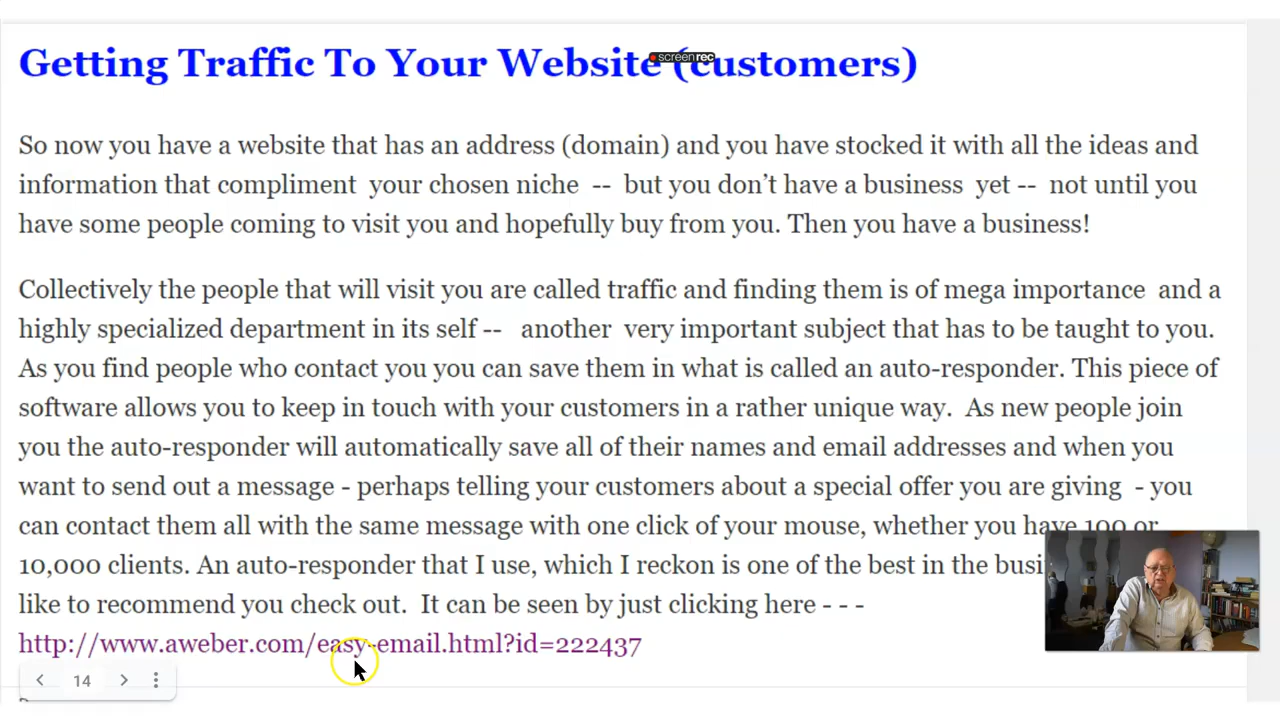 Getting Traffic To Your Website (customers)
screenrec
So now you have a website that has an address (domain) and you have stocked it with all the ideas and
information that compliment your chosen niche -- but you don't have a business yet -- not until you
have some people coming to visit you and hopefully buy from you. Then you have a business!
Collectively the people that will visit you are called traffic and finding them is of mega importance and a
highly specialized department in its self -- another very important subject that has to be taught to you.
As you find people who contact you you can save them in what is called an auto-responder. This piece of
software allows you to keep in touch with your customers in a rather unique way. As new people join
you the auto-responder will automatically save all of their names and email addresses and when you
want to send out a message - perhaps telling your customers about a special offer you are giving - you
can contact them all with the same message with one click of your mouse, whether you have 100 or
10,000 clients. An auto-responder that I use, which I reckon is one of the best in the
like to recommend you check out. It can be seen by just clicking here - - -
http://www.aweber.com/easy-email.html?id=222437
14